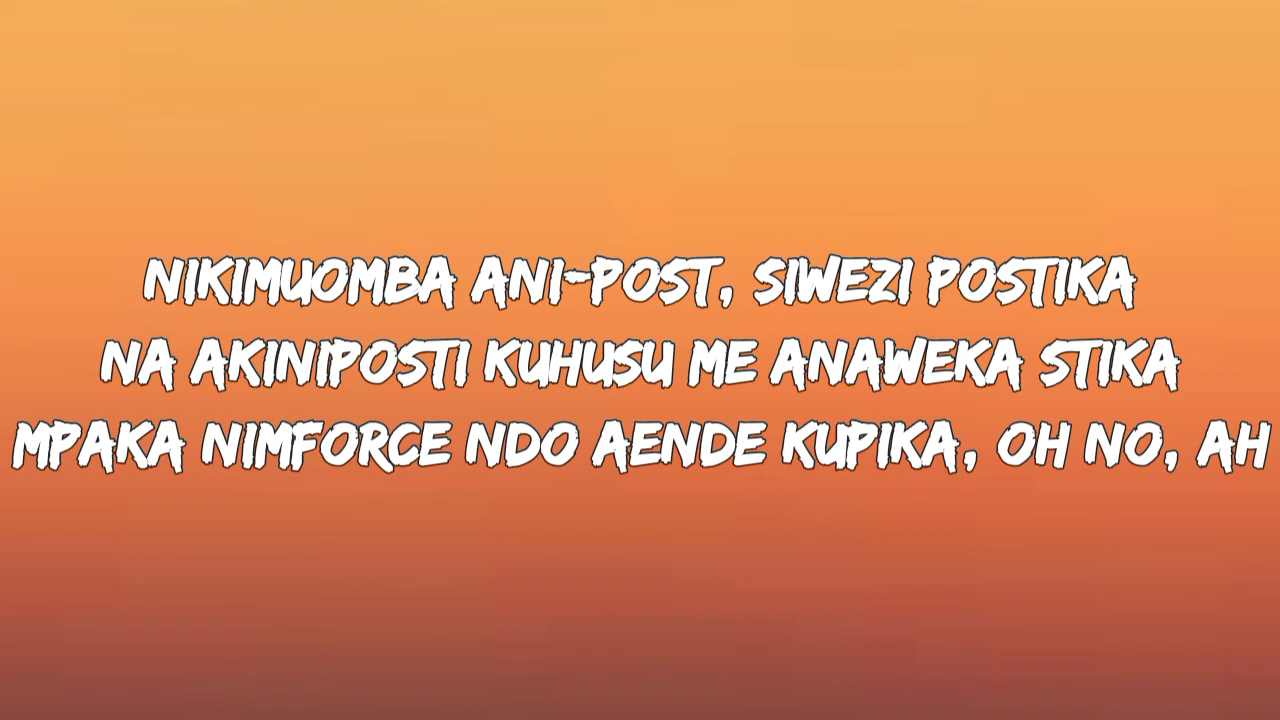 NIKIMUOMBA ANI-POST, SIWEZI POSTIKA
NA AKINIPOSTI KUHUSU ME ANAWEKA STIKA
MPAKA NIMFORCE NDO AENDE KUPIKA, OH NO, AH